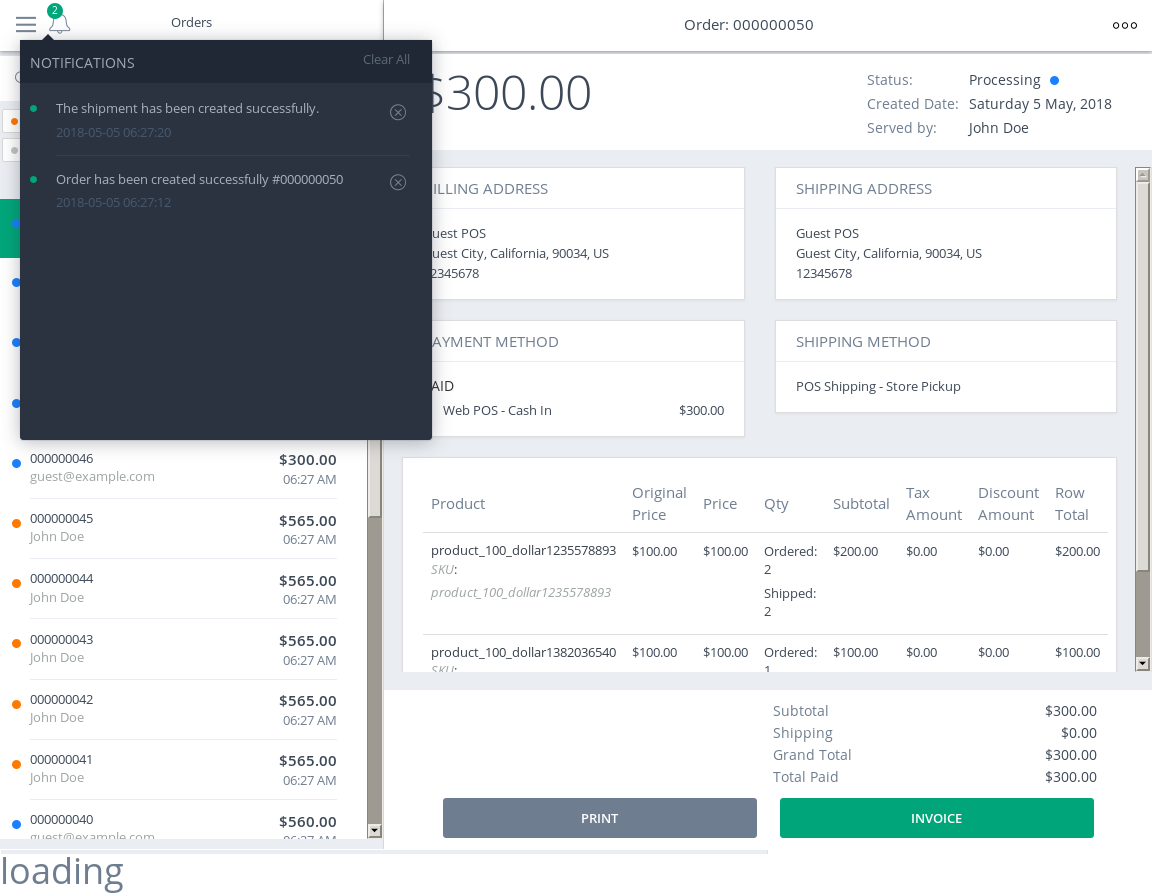 2
Orders
Order: 000000050
NOTIFICATIONS
Clear All
The shipment has been created successfully.
2018-05-05 06:27:20
Order has been created successfully #000000050
2018-05-05 06:27:12
000000046
$300.00
guest@example.com
06:27 AM
000000045
$565.00
John Doe
06:27 AM
000000044
$565.00
John Doe
06:27 AM
000000043
$565.00
John Doe
06:27 AM
000000042
$565.00
John Doe
06:27 AM
000000041
$565.00
John Doe
06:27 AM
000000040
$560.00
guest@example.com
06:27 AM
$300.00
Status: Processing
Created Date: Saturday 5 May, 2018
Served by: John Doe
ILLING ADDRESS
uest POS
uest City, California, 90034, US
2345678
SHIPPING ADDRESS
Guest POS
Guest City, California, 90034, US
12345678
AYMENT METHOD
AID
Web POS - Cash In $300.00
SHIPPING METHOD
POS Shipping - Store Pickup
Product
Original Price
Price
Qty
Subtotal
Tax Amount
Discount Amount
Row Total
product_100_dollar1235578893
SKU:
product_100_dollar1235578893
$100.00
$100.00
Ordered: 2
Shipped: 2
$200.00
$0.00
$0.00
$200.00
product_100_dollar1382036540
SKU:
$100.00
$100.00
Ordered: 1
$100.00
$0.00
$0.00
$100.00
Subtotal $300.00
Shipping $0.00
Grand Total $300.00
Total Paid $300.00
PRINT
INVOICE
loading